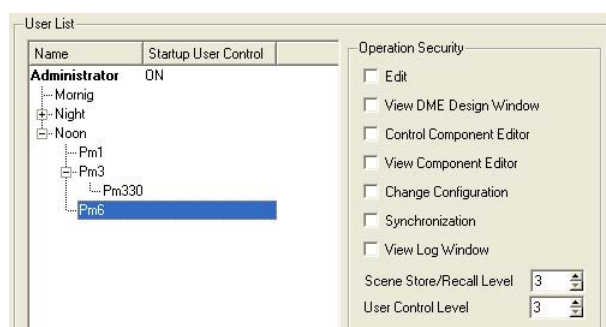 User List
Name Startup User Control
Administrator ON
Mornig
Night
Noon
Pm1
Pm3
Pm330
Pm6
Operation Security
Edit
View DME Design Window
Control Component Editor
View Component Editor
Change Configuration
Synchronization
View Log Window
Scene Store/Recall Level 3
User Control Level 3